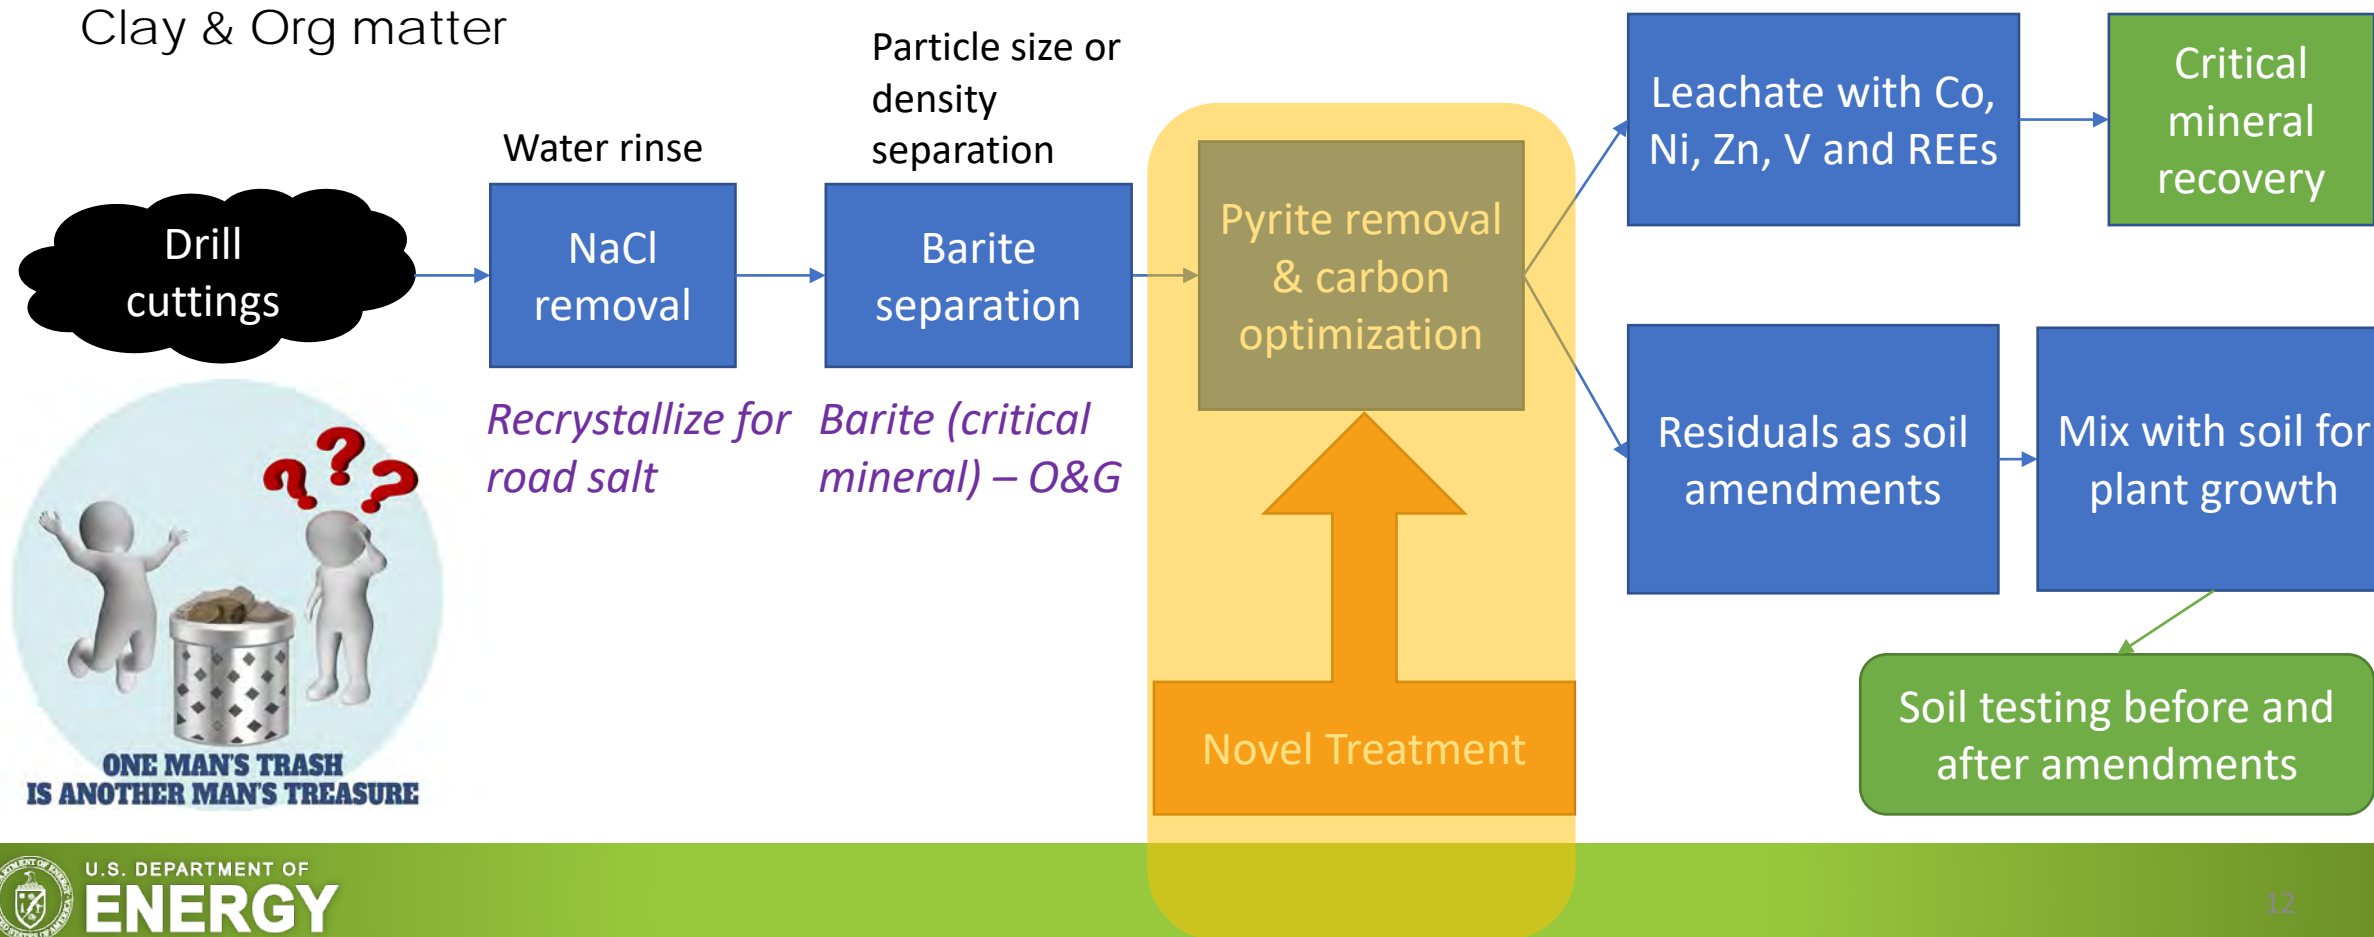 Clay & Org matter
Particle size or
density
separation
Water rinse
Drill
cuttings
NaCl
removal
Barite
separation
Pyrite removal
& carbon
optimization
Leachate with Co,
Ni, Zn, V and REEs
Critical
mineral
recovery
Recrystallize for
road salt
Barite (critical
mineral) – O&G
Residuals as soil
amendments
Mix with soil for
plant growth
Novel Treatment
Soil testing before and
after amendments
???
ONE MAN'S TRASH
IS ANOTHER MAN'S TREASURE
U.S. DEPARTMENT OF
ENERGY
12